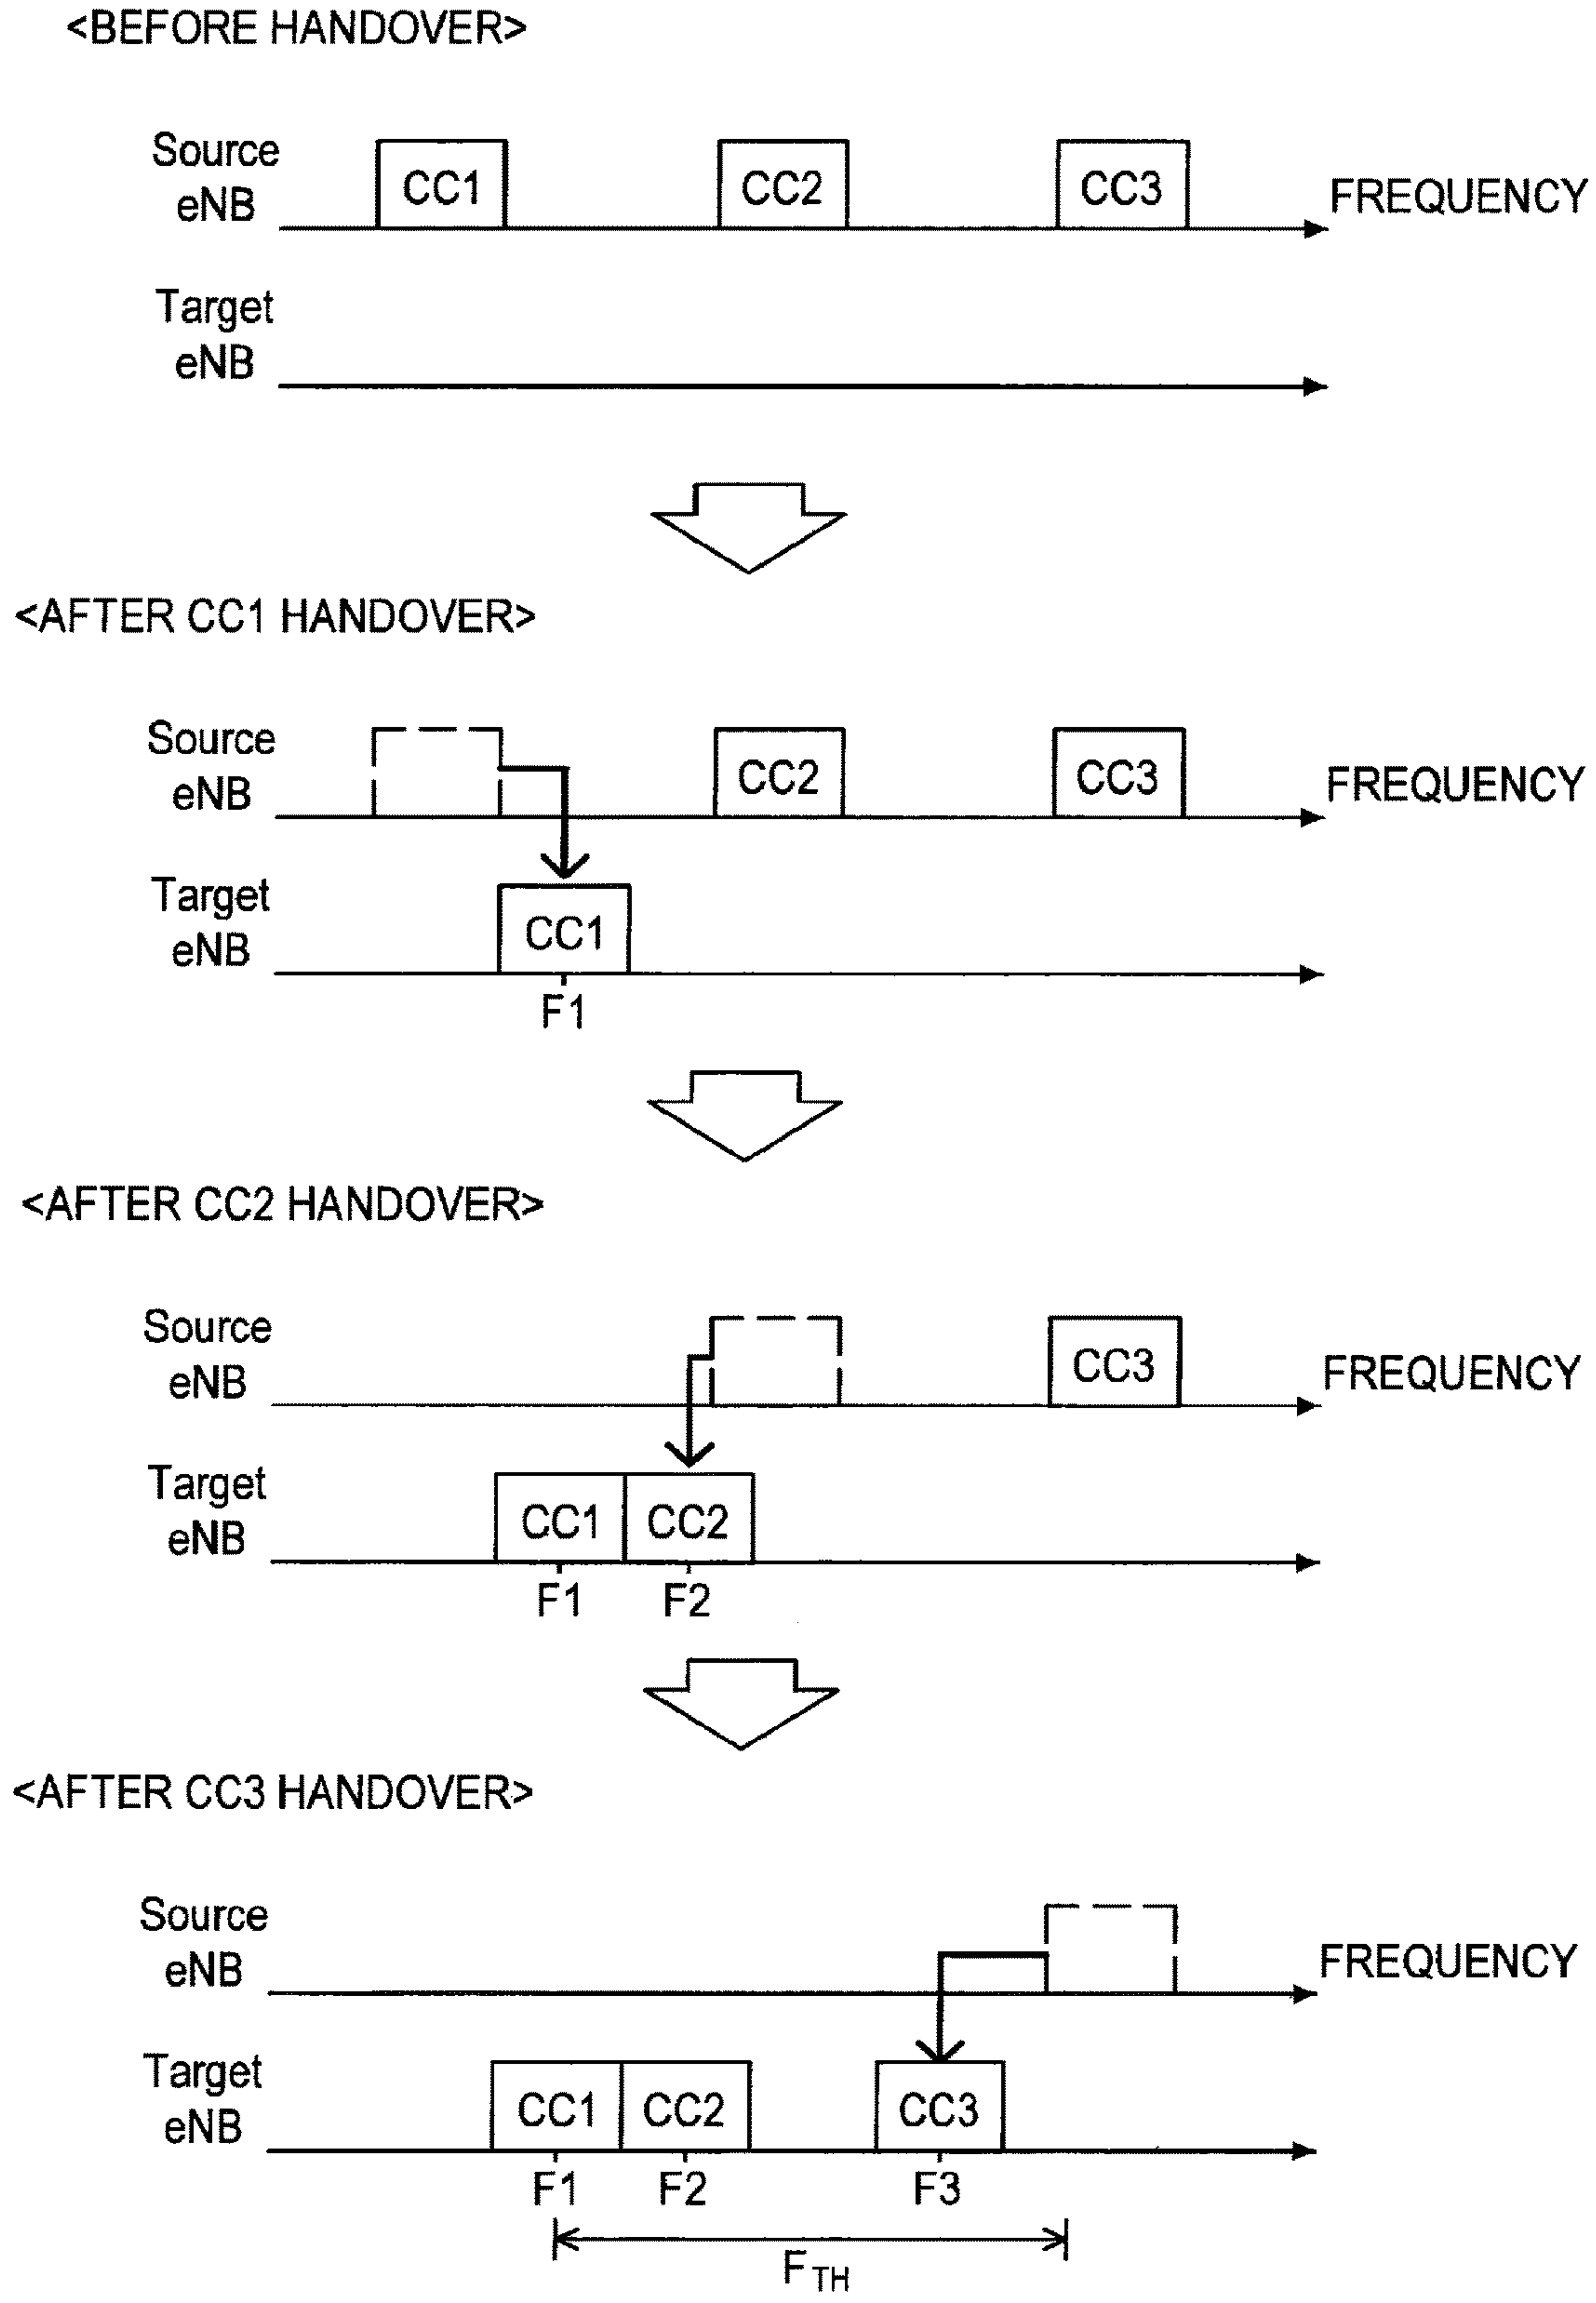 <BEFORE HANDOVER>
Source
eNB
CC1
CC2
CC3
FREQUENCY
Target
eNB
<AFTER CC1 HANDOVER>
Source
eNB
CC2
CC3
FREQUENCY
Target
eNB
CC1
F1
<AFTER CC2 HANDOVER>
Source
eNB
CC3
FREQUENCY
Target
eNB
CC1
CC2
F1
F2
<AFTER CC3 HANDOVER>
Source
eNB
FREQUENCY
Target
eNB
CC1
CC2
CC3
F1
F2
F3
FTH